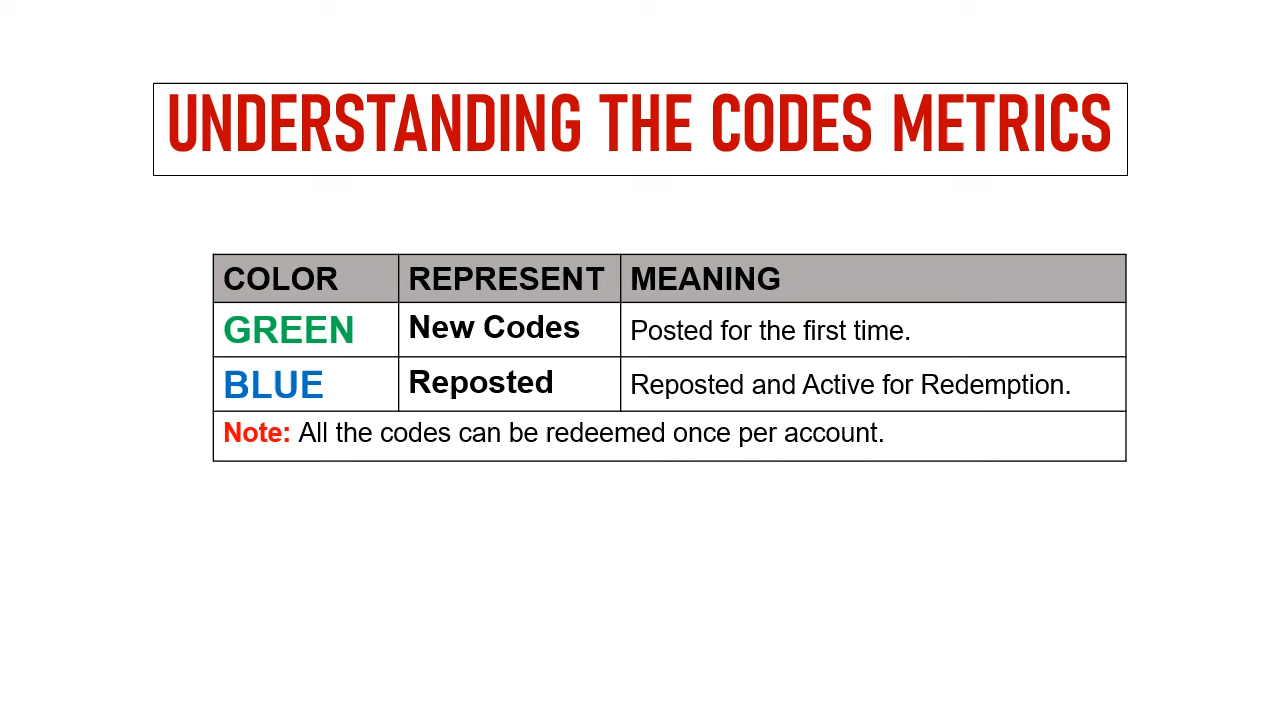 UNDERSTANDING THE CODES METRICS
COLOR REPRESENT MEANING
GREEN New Codes Posted for the first time.
BLUE Reposted Reposted and Active for Redemption.
Note: All the codes can be redeemed once per account.